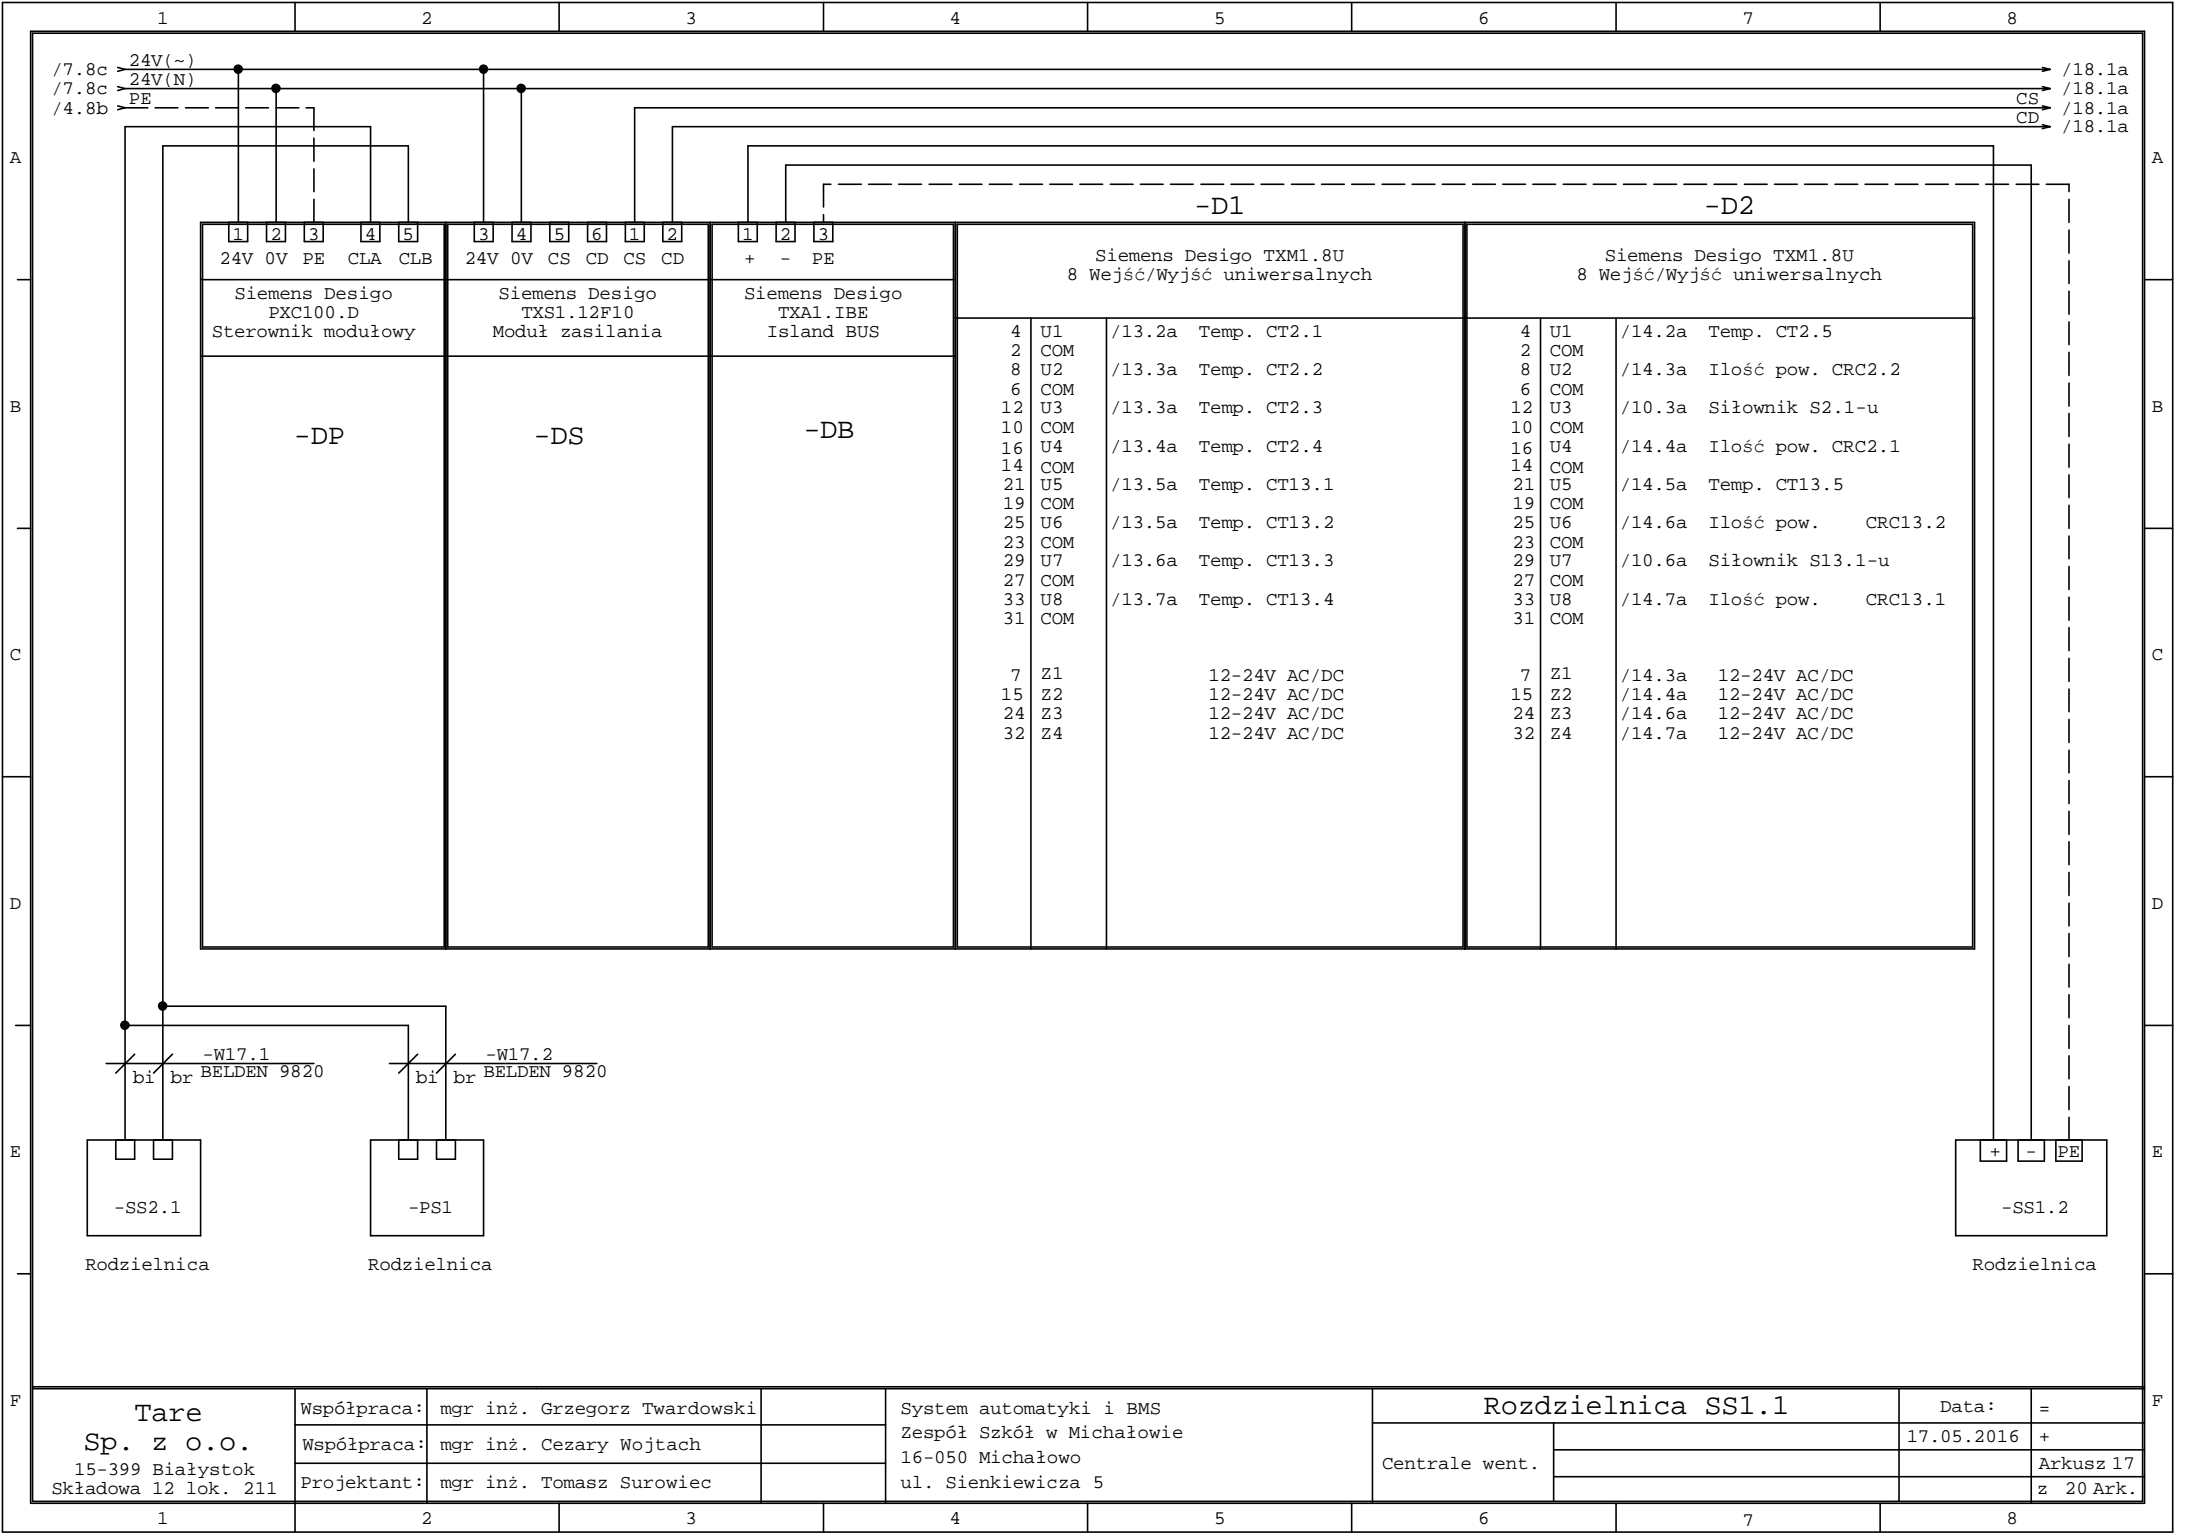 1 2 3 4 5 6 7 8
/7.8c 24V(~) /18.1a
/7.8c 24V(N) /18.1a
/4.8b PE CS /18.1a
CD /18.1a
A A
-D1 -D2
1 2 3 4 5 3 4 5 6 1 2 1 2 3
24V 0V PE CLA CLB 24V 0V CS CD CS CD + - PE
Siemens Desigo
PXC100.D
Sterownik modułowy
-DP
Siemens Desigo
TXS1.12F10
Moduł zasilania
-DS
Siemens Desigo
TXA1.IBE
Island BUS
-DB
Siemens Desigo TXM1.8U
8 Wejść/Wyjść uniwersalnych
4 U1 /13.2a Temp. CT2.1
2 COM
8 U2 /13.3a Temp. CT2.2
6 COM
12 U3 /13.3a Temp. CT2.3
10 COM
16 U4 /13.4a Temp. CT2.4
14 COM
21 U5 /13.5a Temp. CT13.1
19 COM
25 U6 /13.5a Temp. CT13.2
23 COM
29 U7 /13.6a Temp. CT13.3
27 COM
33 U8 /13.7a Temp. CT13.4
31 COM
7 Z1 12-24V AC/DC
15 Z2 12-24V AC/DC
24 Z3 12-24V AC/DC
32 Z4 12-24V AC/DC
Siemens Desigo TXM1.8U
8 Wejść/Wyjść uniwersalnych
4 U1 /14.2a Temp. CT2.5
2 COM
8 U2 /14.3a Ilość pow. CRC2.2
6 COM
12 U3 /10.3a Siłownik S2.1-u
10 COM
16 U4 /14.4a Ilość pow. CRC2.1
14 COM
21 U5 /14.5a Temp. CT13.5
19 COM
25 U6 /14.6a Ilość pow. CRC13.2
23 COM
29 U7 /10.6a Siłownik S13.1-u
27 COM
33 U8 /14.7a Ilość pow. CRC13.1
31 COM
7 Z1 /14.3a 12-24V AC/DC
15 Z2 /14.4a 12-24V AC/DC
24 Z3 /14.6a 12-24V AC/DC
32 Z4 /14.7a 12-24V AC/DC
B B
C C
D D
-W17.1 -W17.2
bi br BELDEN 9820 bi br BELDEN 9820
E + - PE E
-SS2.1 -PS1 -SS1.2
Rodzielnica Rodzielnica Rodzielnica
F F
Tare
Sp. z o.o.
15-399 Białystok
Składowa 12 lok. 211
Współpraca: mgr inż. Grzegorz Twardowski
Współpraca: mgr inż. Cezary Wojtach
Projektant: mgr inż. Tomasz Surowiec
System automatyki i BMS
Zespół Szkół w Michałowie
16-050 Michałowo
ul. Sienkiewicza 5
Rozdzielnica SS1.1
Centrale went.
Data: =
17.05.2016 +
Arkusz 17
z 20 Ark.
1 2 3 4 5 6 7 8